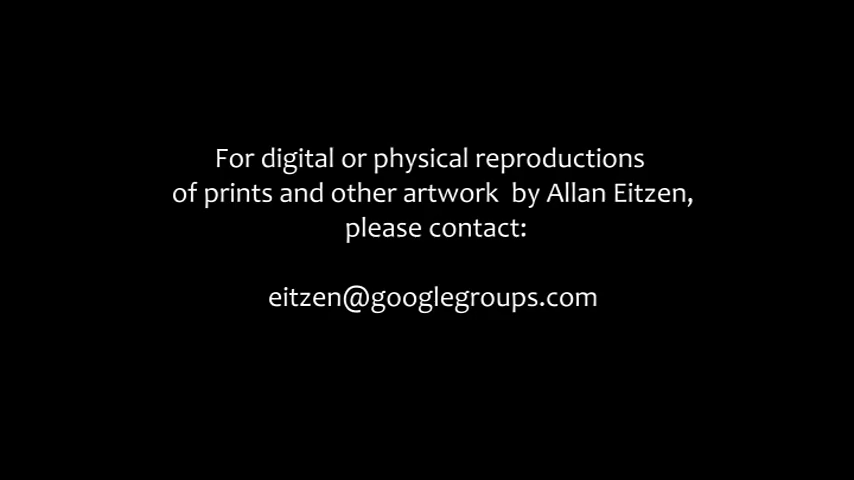 For digital or physical reproductions
of prints and other artwork  by Allan Eitzen,
please contact:
eitzen@googlegroups.com